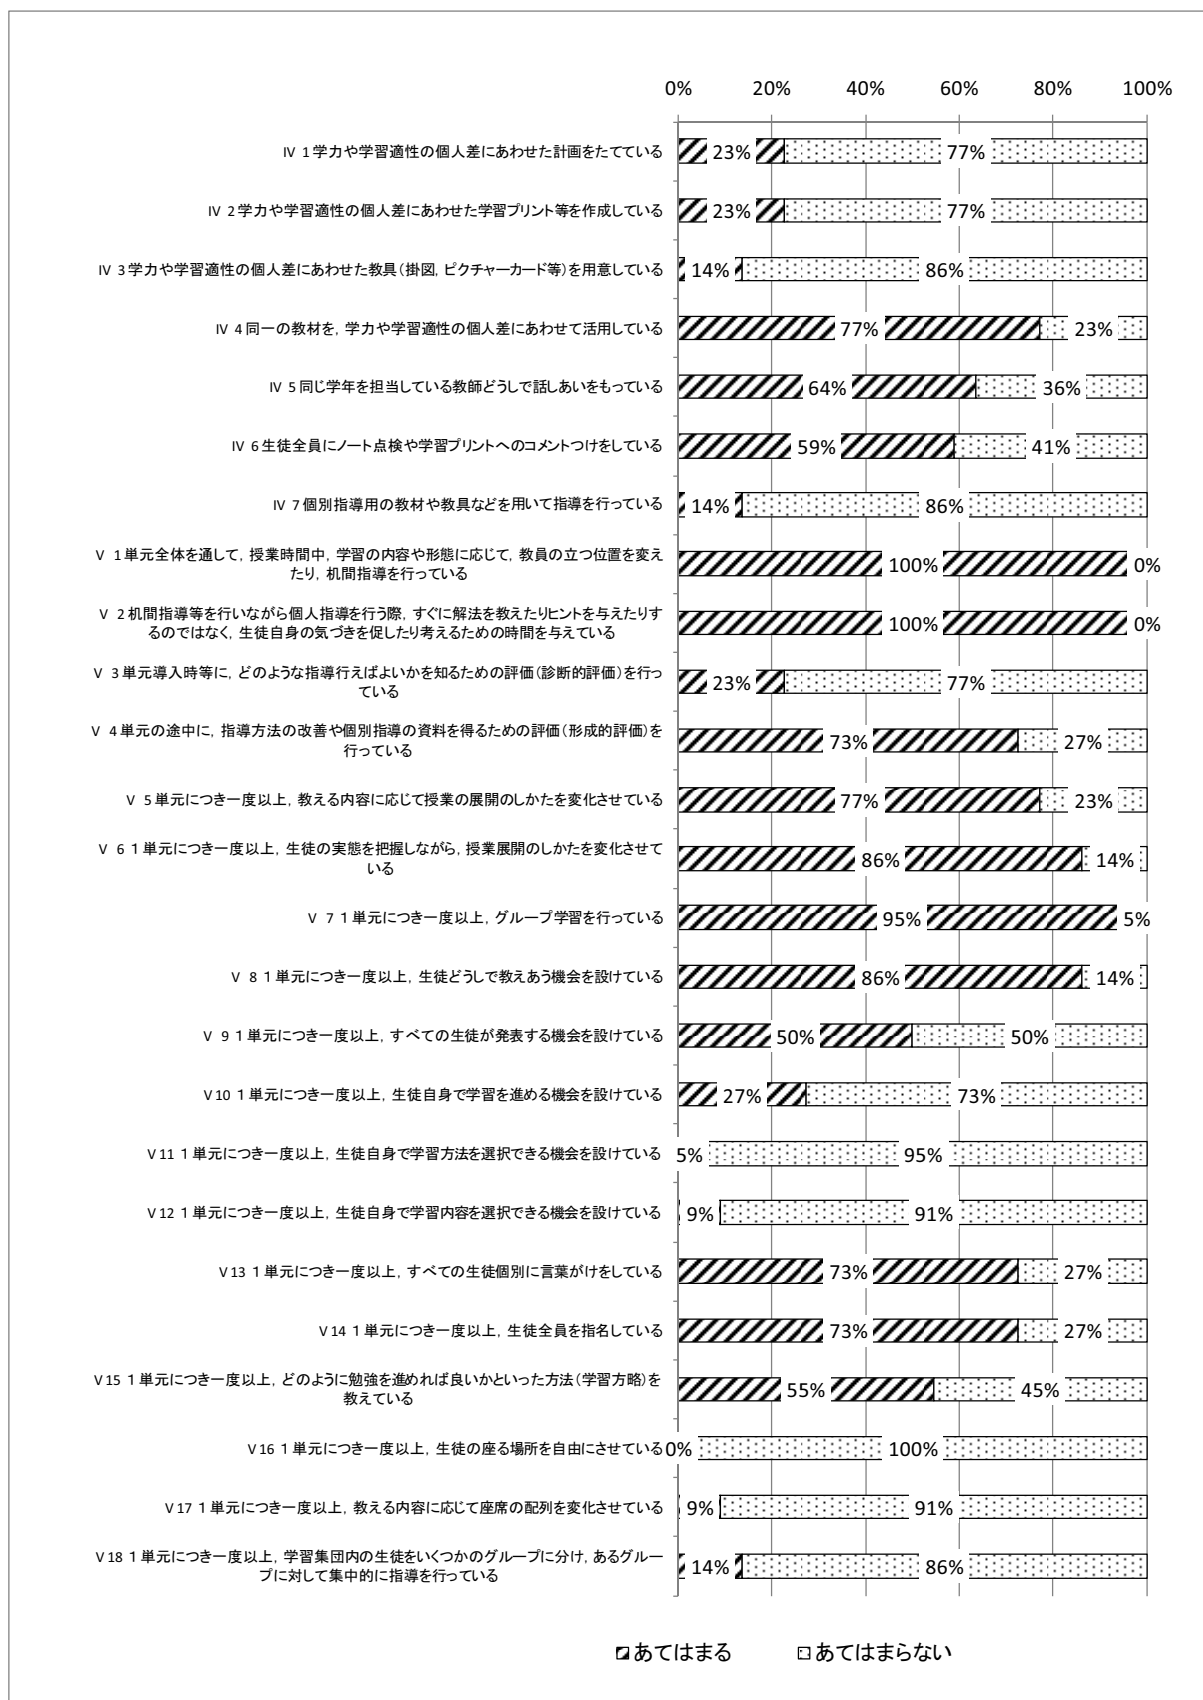 0% 20% 40% 60% 80% 100%
Ⅳ 1学力や学習適性の個人差にあわせた計画をたてている 23% 77%
Ⅳ 2学力や学習適性の個人差にあわせた学習プリント等を作成している 23% 77%
Ⅳ 3学力や学習適性の個人差にあわせた教具(掛図,ピクチャーカード等)を用意している 14% 86%
Ⅳ 4同一の教材を,学力や学習適性の個人差にあわせて活用している 77% 23%
Ⅳ 5同じ学年を担当している教師どうしで話しあいをもっている 64% 36%
Ⅳ 6生徒全員にノート点検や学習プリントへのコメントつけをしている 59% 41%
Ⅳ 7個別指導用の教材や教具などを用いて指導を行っている 14% 86%
Ⅴ 1単元全体を通して,授業時間中,学習の内容や形態に応じて,教員の立つ位置を変え
たり,机間指導を行っている 100% 0%
Ⅴ 2机間指導等を行いながら個人指導を行う際,すぐに解法を教えたりヒントを与えたりす
るのではなく,生徒自身の気づきを促したり考えるための時間を与えている 100% 0%
Ⅴ 3単元導入時等に,どのような指導行えばよいかを知るための評価(診断的評価)を行っ
ている 23% 77%
Ⅴ 4単元の途中に,指導方法の改善や個別指導の資料を得るための評価(形成的評価)を
行っている 73% 27%
Ⅴ 5単元につき一度以上,教える内容に応じて授業の展開のしかたを変化させている 77% 23%
Ⅴ 6 1単元につき一度以上,生徒の実態を把握しながら,授業展開のしかたを変化させて
いる 86% 14%
Ⅴ 7 1単元につき一度以上,グループ学習を行っている 95% 5%
Ⅴ 8 1単元につき一度以上,生徒どうしで教えあう機会を設けている 86% 14%
Ⅴ 9 1単元につき一度以上,すべての生徒が発表する機会を設けている 50% 50%
Ⅴ10 1単元につき一度以上,生徒自身で学習を進める機会を設けている 27% 73%
Ⅴ11 1単元につき一度以上,生徒自身で学習方法を選択できる機会を設けている 5% 95%
Ⅴ12 1単元につき一度以上,生徒自身で学習内容を選択できる機会を設けている 9% 91%
Ⅴ13 1単元につき一度以上,すべての生徒個別に言葉がけをしている 73% 27%
Ⅴ14 1単元につき一度以上,生徒全員を指名している 73% 27%
Ⅴ15 1単元につき一度以上,どのように勉強を進めれば良いかといった方法(学習方略)を
教えている 55% 45%
Ⅴ16 1単元につき一度以上,生徒の座る場所を自由にさせている 0% 100%
Ⅴ17 1単元につき一度以上,教える内容に応じて座席の配列を変化させている 9% 91%
Ⅴ18 1単元につき一度以上,学習集団内の生徒をいくつかのグループに分け,あるグルー
プに対して集中的に指導を行っている 14% 86%
あてはまる あてはまらない